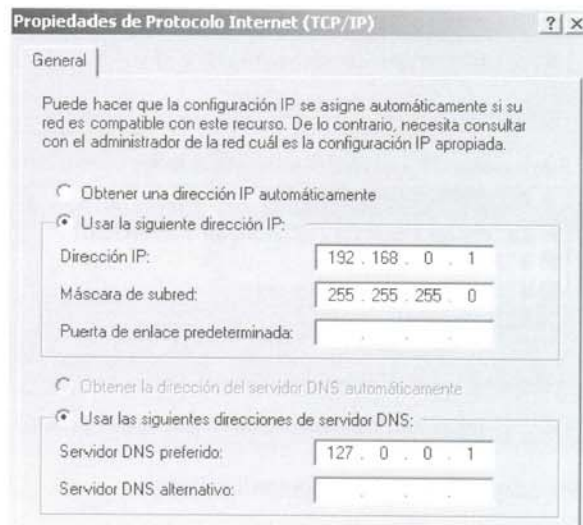 Propiedades de Protocolo Internet (TCP/IP) ? ×
General
Puede hacer que la configuración IP se asigne automáticamente si su
red es compatible con este recurso. De lo contrario, necesita consultar
con el administrador de la red cuál es la configuración IP apropiada.
Obtener una dirección IP automáticamente
Usar la siguiente dirección IP:
Dirección IP: 192 . 168 . 0 . 1
Máscara de subred: 255 . 255 . 255 . 0
Puerta de enlace predeterminada: . . .
Obtener la dirección del servidor DNS automáticamente
Usar las siguientes direcciones de servidor DNS:
Servidor DNS preferido: 127 . 0 . 0 . 1
Servidor DNS alternativo: . . .